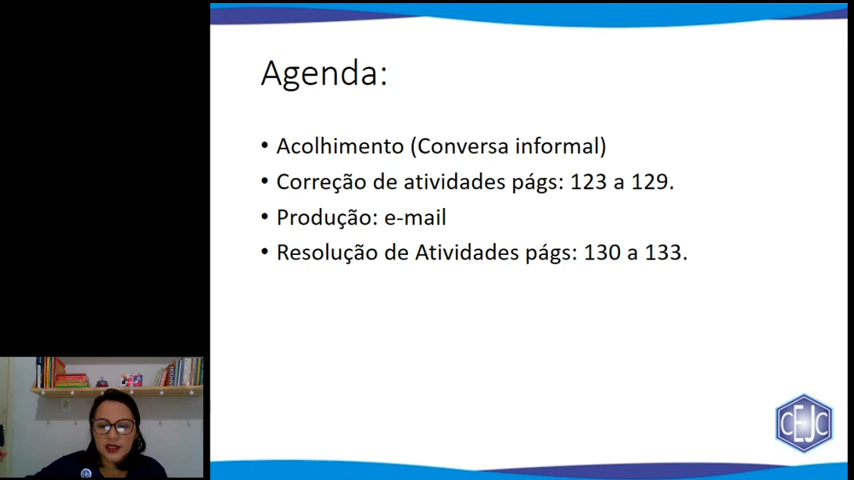 Agenda:
• Acolhimento (Conversa informal)
• Correção de atividades págs: 123 a 129.
• Produção: e-mail
• Resolução de Atividades págs: 130 a 133.
CEJC